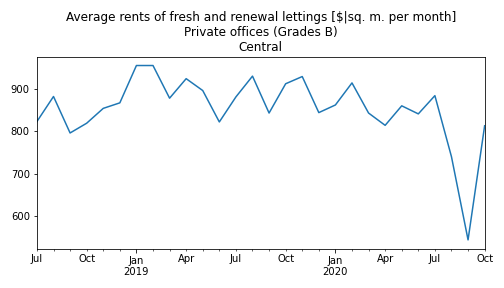 Average rents of fresh and renewal lettings [$|sq. m. per month]
Private offices (Grades B)
Central
900
800
700
600
Jul
Oct
Jan
2019
Apr
Jul
Oct
Jan
2020
Apr
Jul
Oct